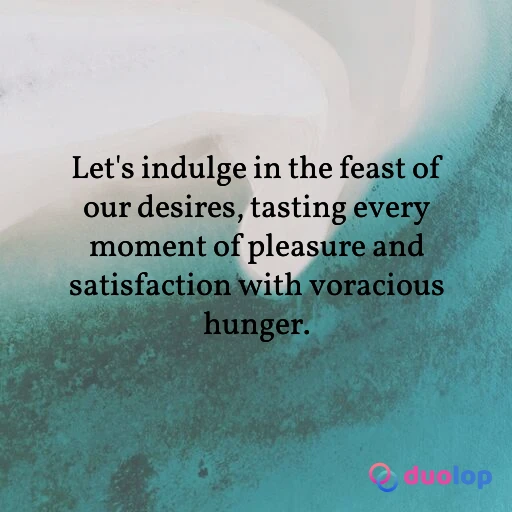 Let's indulge in the feast of
our desires, tasting every
moment of pleasure and
satisfaction with voracious
hunger.
duolop